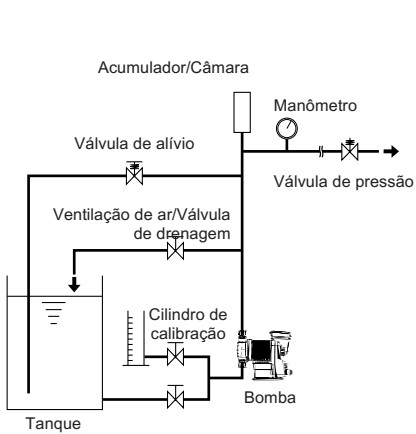 Acumulador/Câmara
Manômetro
Válvula de alívio
Válvula de pressão
Ventilação de ar/Válvula
de drenagem
Cilindro de
calibração
Bomba
Tanque